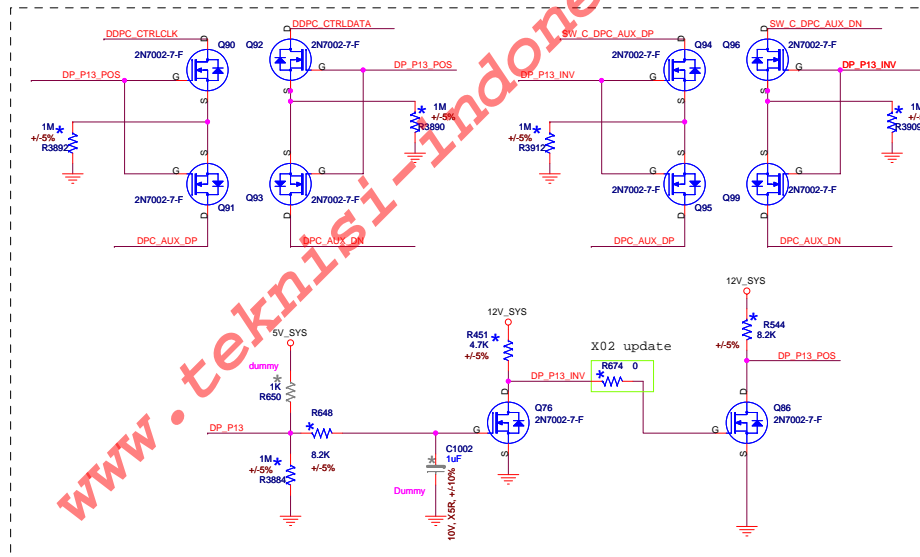 DDPC_CTRLCLK
D
Q90
2N7002-7-F
DP_P13_POS
G
S
1M
+/-5%
R3892
S
G
2N7002-7-F
Q91
D
DPC_AUX_DP
DDPC_CTRLDATA
D
Q92
2N7002-7-F
DP_P13_POS
G
S
1M
+/-5%
R3890
S
G
Q93
2N7002-7-F
D
DPC_AUX_DN
SW_C_DPC_AUX_DP
D
Q94
2N7002-7-F
DP_P13_INV
G
S
1M
+/-5%
R3912
S
G
2N7002-7-F
Q95
D
DPC_AUX_DP
SW_C_DPC_AUX_DN
D
Q96
2N7002-7-F
DP_P13_INV
G
S
1M
R3909
S
G
Q99
2N7002-7-F
D
DPC_AUX_DN
5V_SYS
dummy
1K
R650
DP_P13
R648
8.2K
+/-5%
1M
+/-5%
R3884
C1002
1uF
Dummy
10V, X5R, +/-10%
12V_SYS
R451
4.7K
+/-5%
DP_P13_INV
D
Q76
2N7002-7-F
G
S
X02 update
R674 0
12V_SYS
R544
8.2K
+/-5%
DP_P13_POS
D
Q86
2N7002-7-F
G
S
www.teknisi-indone